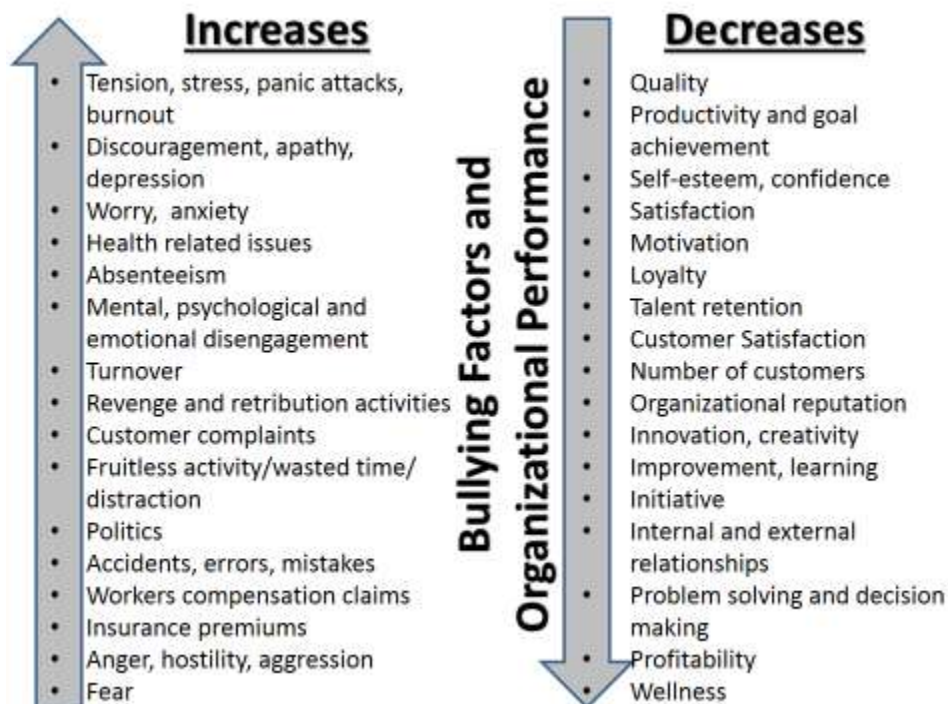 Increases
• Tension, stress, panic attacks,
burnout
• Discouragement, apathy,
depression
• Worry,  anxiety
• Health related issues
• Absenteeism
• Mental, psychological and
emotional disengagement
• Turnover
• Revenge and retribution activities
• Customer complaints
• Fruitless activity/wasted time/
distraction
• Politics
• Accidents, errors, mistakes
• Workers compensation claims
• Insurance premiums
• Anger, hostility, aggression
• Fear
Bullying Factors and
Organizational Performance
Decreases
• Quality
• Productivity and goal
achievement
• Self-esteem, confidence
• Satisfaction
• Motivation
• Loyalty
• Talent retention
• Customer Satisfaction
• Number of customers
• Organizational reputation
• Innovation, creativity
• Improvement, learning
• Initiative
• Internal and external
relationships
• Problem solving and decision
making
• Profitability
• Wellness